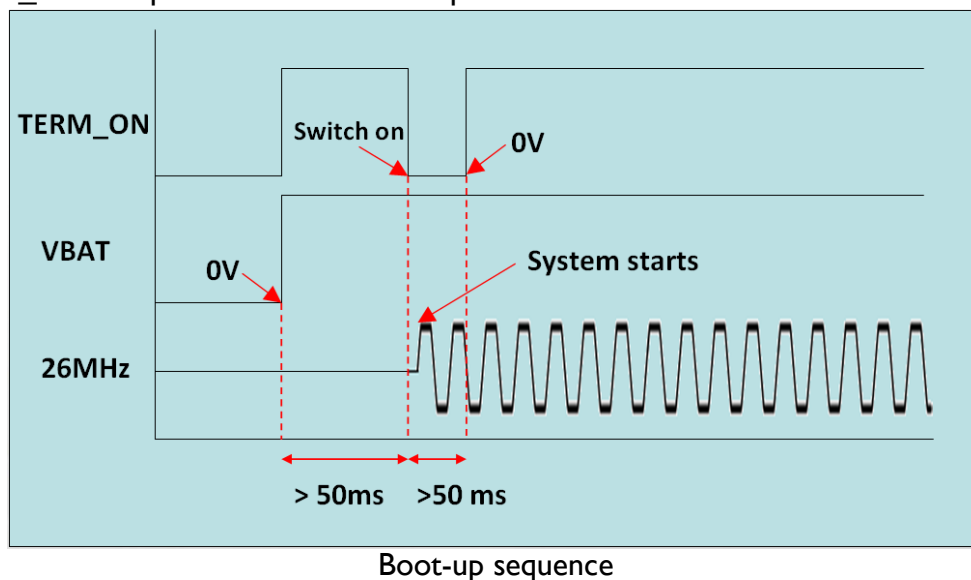 TERM_ON
Switch on
0V
VBAT
0V
System starts
26MHz
> 50ms
>50 ms
Boot-up sequence